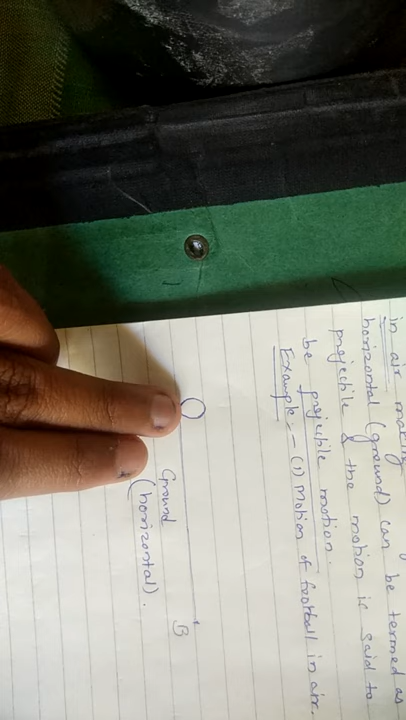 in air making
horizontal (ground) can be termed as
projectile & the motion is said to
be projectile motion.
Example:- (1) Motion of football in air.
B
Ground
(horizontal).